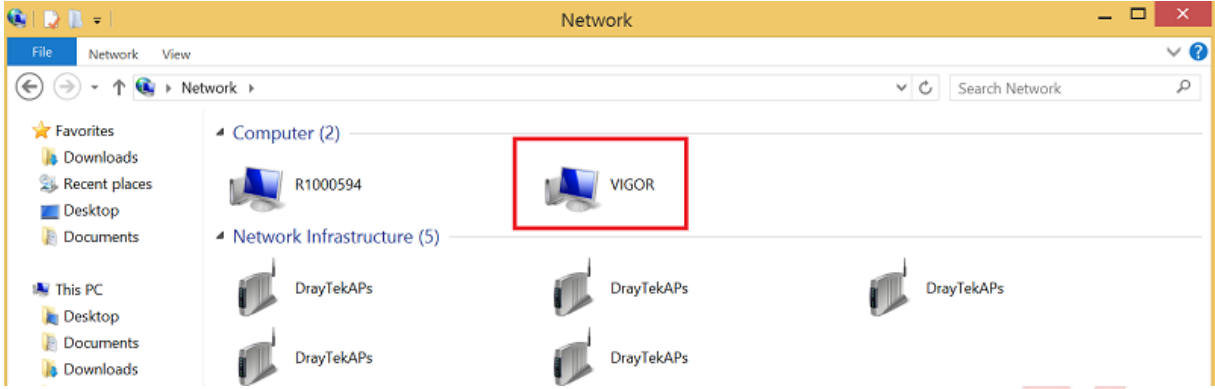 Network
File Network View
Network
Search Network
Favorites
Downloads
Recent places
Desktop
Documents
This PC
Desktop
Documents
Downloads
Computer (2)
R1000594 VIGOR
Network Infrastructure (5)
DrayTekAPs DrayTekAPs DrayTekAPs
DrayTekAPs DrayTekAPs